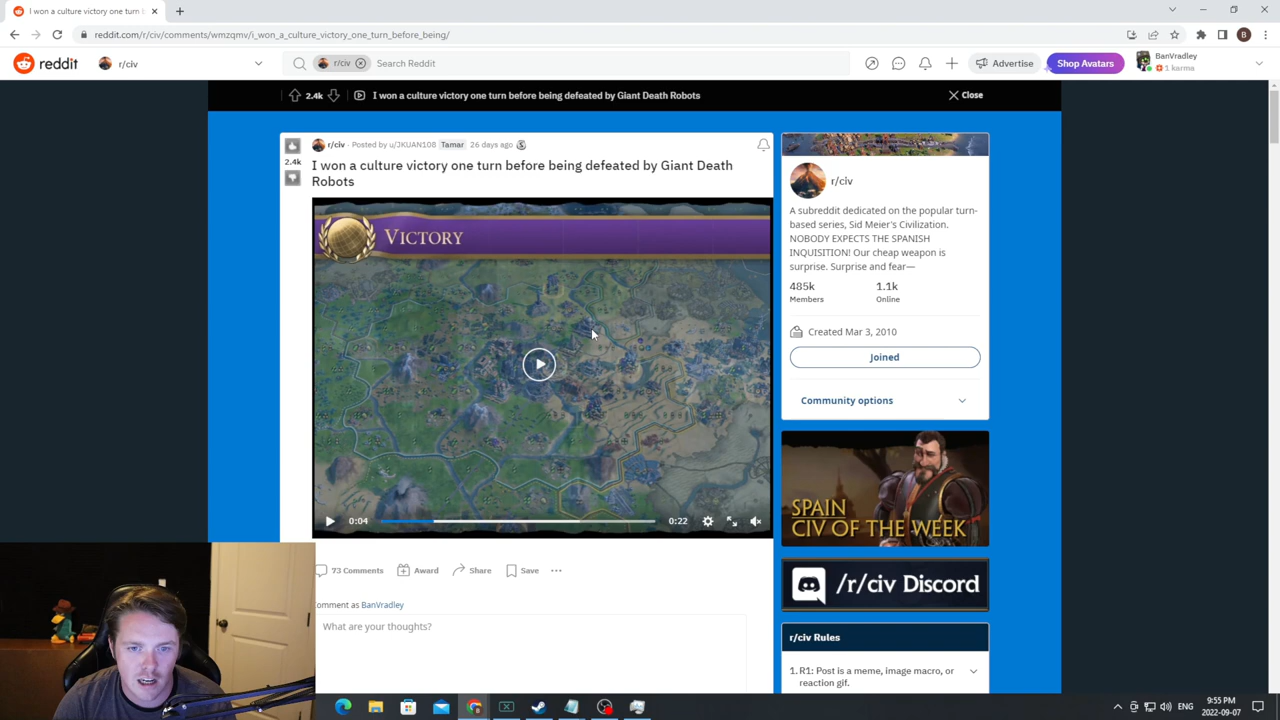 I won a culture victory one turn b
reddit.com/r/civ/comments/wmzqmv/i_won_a_culture_victory_one_turn_before_being/
B
reddit
r/civ
r/civ
Search Reddit
Advertise
Shop Avatars
BanVradley
1 karma
2.4k
I won a culture victory one turn before being defeated by Giant Death Robots
Close
r/civ · Posted by u/JKUAN108 Tamar 26 days ago
2.4k
I won a culture victory one turn before being defeated by Giant Death
Robots
VICTORY
0:04
0:22
73 Comments
Award
Share
Save
omment as BanVradley
What are your thoughts?
r/civ
A subreddit dedicated on the popular turn-
based series, Sid Meier's Civilization.
NOBODY EXPECTS THE SPANISH
INQUISITION! Our cheap weapon is
surprise. Surprise and fear—
485k
Members
1.1k
Online
Created Mar 3, 2010
Joined
Community options
SPAIN
CIV OF THE WEEK
/r/civ Discord
r/civ Rules
1. R1: Post is a meme, image macro, or
reaction gif.
ENG
9:55 PM
2022-09-07